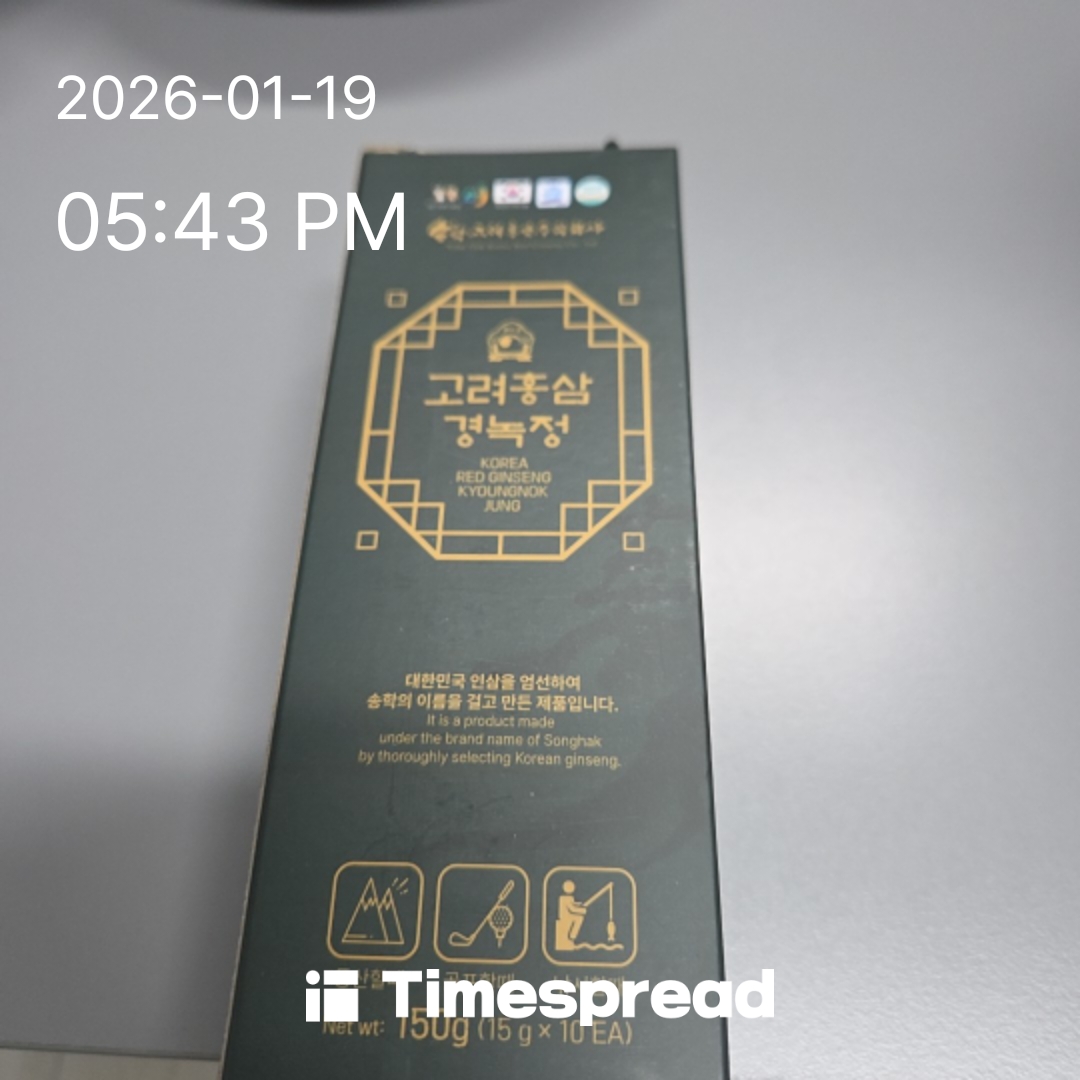 2026-01-19
05:43 PM
고려홍삼
경녹정
KOREA
RED GINSENG
KYOUNGNOK
JUNG
대한민국 인삼을 엄선하여
송학의 이름을 걸고 만든 제품입니다.
It is a product made
under the brand name of Songhak
by thoroughly selecting Korean ginseng.
Timespread
Net wt: 150g (15 g × 10 EA)